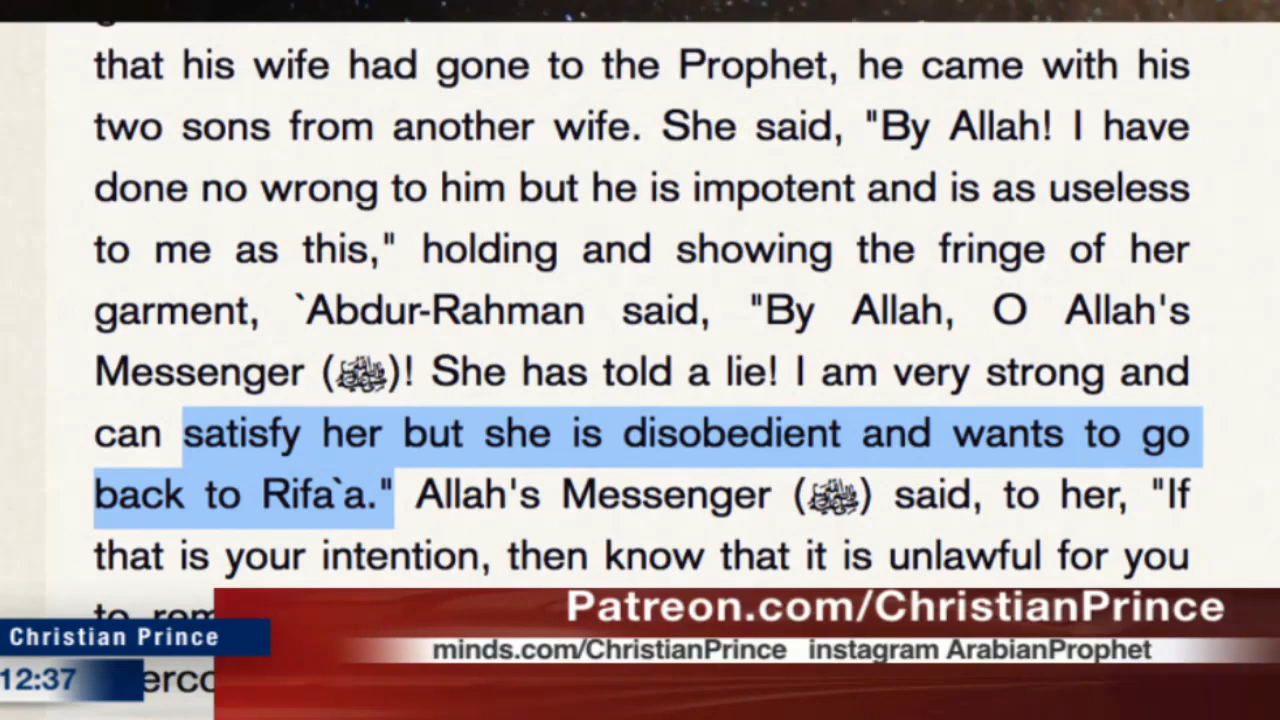 that his wife had gone to the Prophet, he came with his
two sons from another wife. She said, "By Allah! I have
done no wrong to him but he is impotent and is as useless
to me as this," holding and showing the fringe of her
garment, `Abdur-Rahman said, "By Allah, O Allah's
Messenger (ﷺ)! She has told a lie! I am very strong and
can satisfy her but she is disobedient and wants to go
back to Rifa`a." Allah's Messenger (ﷺ) said, to her, "If
that is your intention, then know that it is unlawful for you
to
Patreon.com/ChristianPrince
Christian Prince
minds.com/ChristianPrince instagram ArabianProphet
12:37